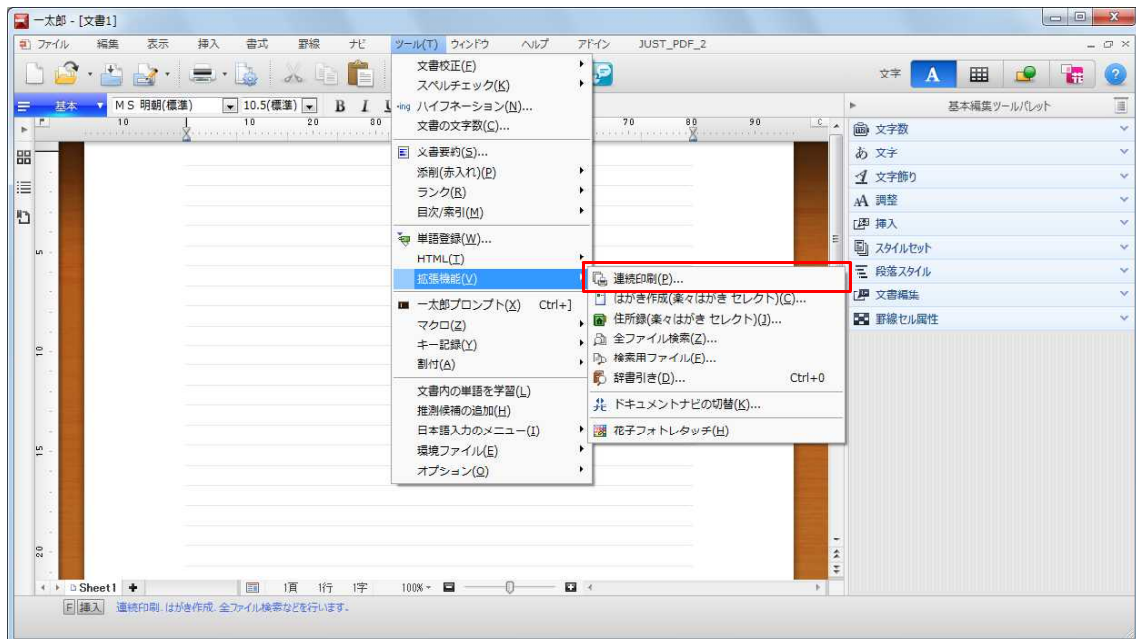 一太郎 - [文書1]
ファイル 編集 表示 挿入 書式 罫線 ナビ ツール(T) ウィンドウ ヘルプ アドイン JUST_PDF_2
文字 A ?
基本 MS 明朝(標準) 10.5(標準) B I U
基本編集ツールパレット
10 10 20 30 70 80 90
文書校正(F)
スペルチェック(K)
ハイフネーション(N)...
文書の文字数(C)...
文書要約(S)...
添削(赤入れ)(P)
ランク(R)
目次/索引(M)
単語登録(W)...
HTML(T)
拡張機能(V)
一太郎プロンプト(X) Ctrl+]
マクロ(Z)
キー記録(Y)
割付(A)
文書内の単語を学習(L)
推測候補の追加(H)
日本語入力のメニュー(I)
環境ファイル(E)
オプション(O)
連続印刷(P)...
はがき作成(楽々はがき セレクト)(C)...
住所録(楽々はがき セレクト)(J)...
全ファイル検索(Z)...
検索用ファイル(F)...
辞書引き(D)... Ctrl+0
ドキュメントナビの切替(K)...
花子フォトレタッチ(H)
文字数
あ 文字
文字飾り
調整
挿入
スタイルセット
段落スタイル
文書編集
罫線セル属性
5
10
15
20
Sheet1 1頁 1行 1字 100%
F 挿入 連続印刷. はがき作成. 全ファイル検索などを行います.